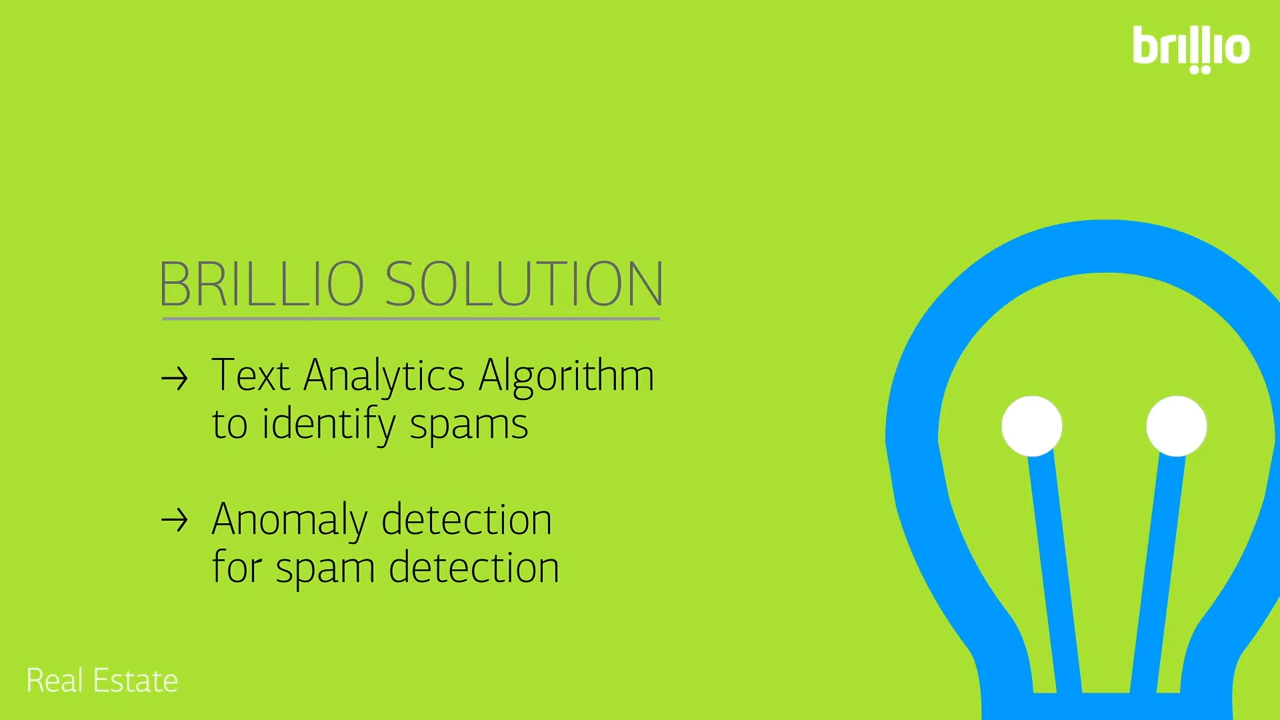 brillio
BRILLIO SOLUTION
→ Text Analytics Algorithm
to identify spams
→ Anomaly detection
for spam detection
Real Estate